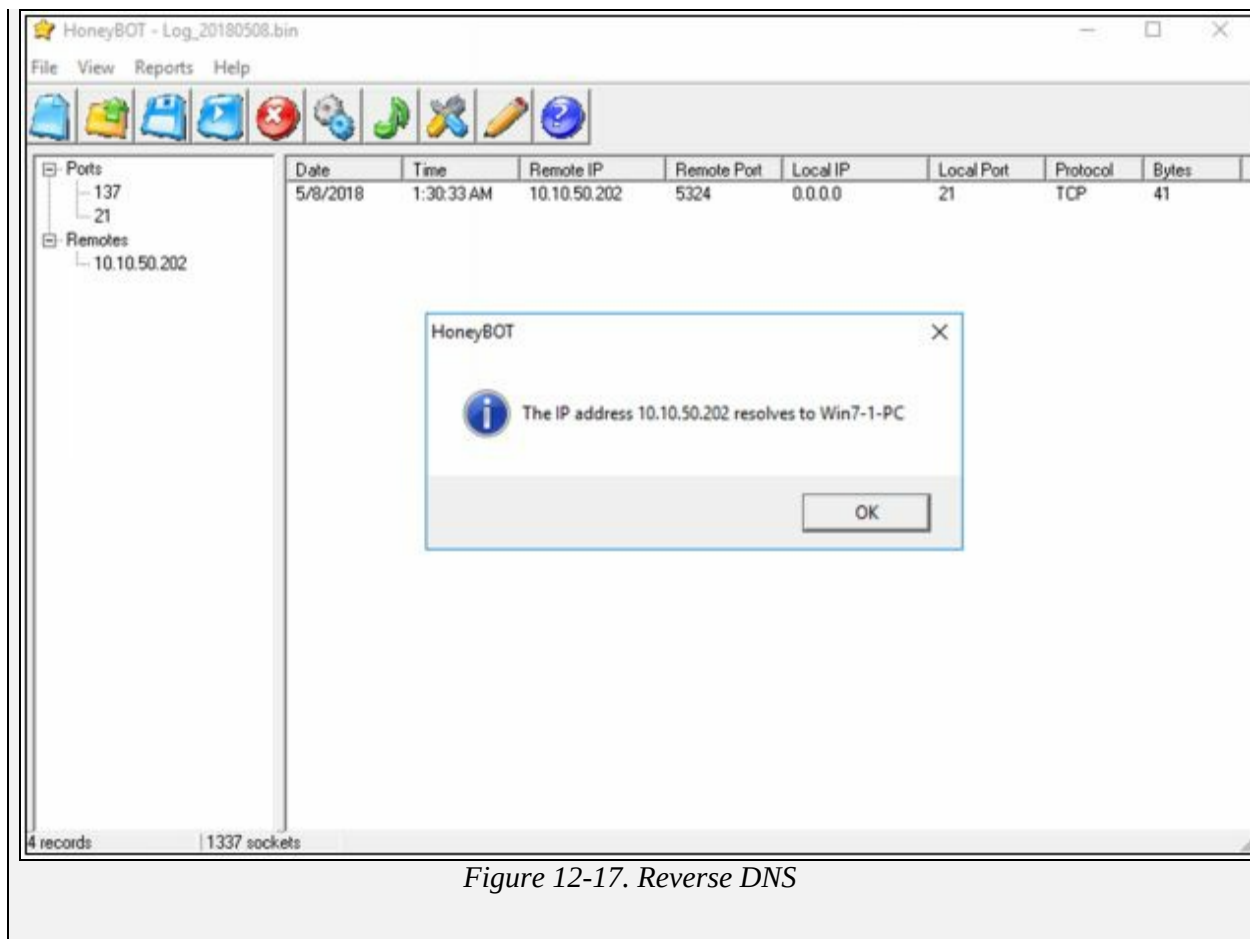 HoneyBOT - Log_20180508.bin
File View Reports Help
Ports
137
21
Remotes
10.10.50.202
Date Time Remote IP Remote Port Local IP Local Port Protocol Bytes
5/8/2018 1:30:33 AM 10.10.50.202 5324 0.0.0.0 21 TCP 41
HoneyBOT
The IP address 10.10.50.202 resolves to Win7-1-PC
OK
4 records 1337 sockets
Figure 12-17. Reverse DNS